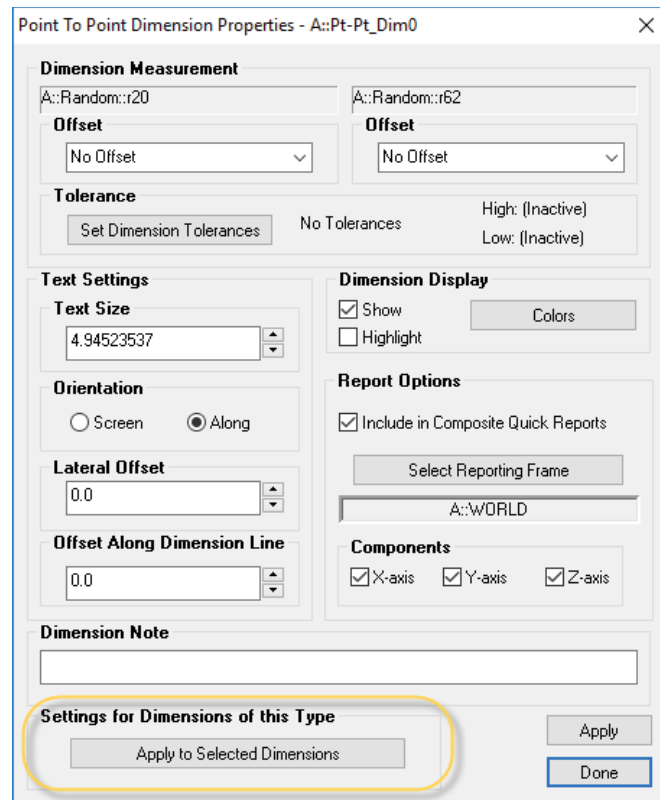 Point To Point Dimension Properties - A::Pt-Pt_Dim0
Dimension Measurement
A::Random::r20
A::Random::r62
Offset
No Offset
Offset
No Offset
Tolerance
Set Dimension Tolerances
No Tolerances
High: (Inactive)
Low: (Inactive)
Text Settings
Text Size
4.94523537
Orientation
Screen
Along
Lateral Offset
0.0
Offset Along Dimension Line
0.0
Dimension Display
Show
Highlight
Colors
Report Options
Include in Composite Quick Reports
Select Reporting Frame
A::WORLD
Components
X-axis
Y-axis
Z-axis
Dimension Note
Settings for Dimensions of this Type
Apply to Selected Dimensions
Apply
Done